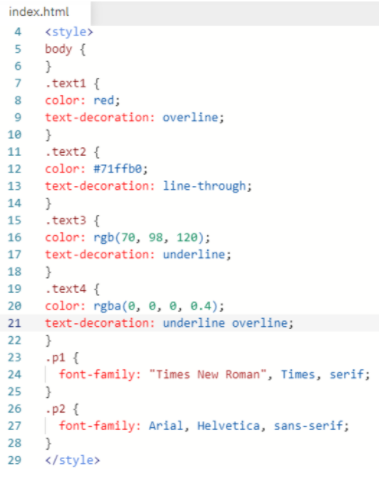 index.html
4 <style>
5 body {
6 }
7 .text1 {
8 color: red;
9 text-decoration: overline;
10 }
11 .text2 {
12 color: #71ffb0;
13 text-decoration: line-through;
14 }
15 .text3 {
16 color: rgb(70, 98, 120);
17 text-decoration: underline;
18 }
19 .text4 {
20 color: rgba(0, 0, 0, 0.4);
21 text-decoration: underline overline;
22 }
23 .p1 {
24 font-family: "Times New Roman", Times, serif;
25 }
26 .p2 {
27 font-family: Arial, Helvetica, sans-serif;
28 }
29 </style>